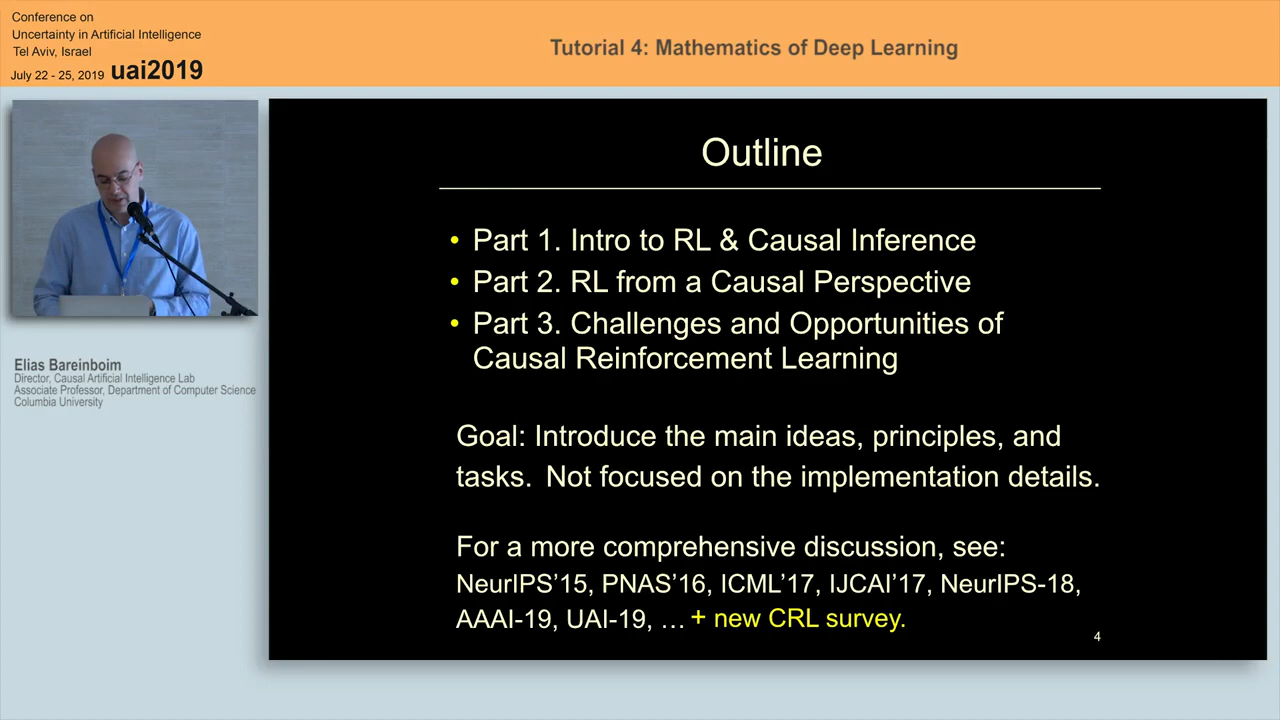 Conference on
Uncertainty in Artificial Intelligence
Tel Aviv, Israel
July 22 - 25, 2019 uai2019
Tutorial 4: Mathematics of Deep Learning
Elias Bareinboim
Director, Causal Artificial Intelligence Lab
Associate Professor, Department of Computer Science
Columbia University
Outline
• Part 1. Intro to RL & Causal Inference
• Part 2. RL from a Causal Perspective
• Part 3. Challenges and Opportunities of
Causal Reinforcement Learning
Goal: Introduce the main ideas, principles, and
tasks. Not focused on the implementation details.
For a more comprehensive discussion, see:
NeurIPS’15, PNAS’16, ICML’17, IJCAI’17, NeurIPS-18,
AAAI-19, UAI-19, … + new CRL survey.
4